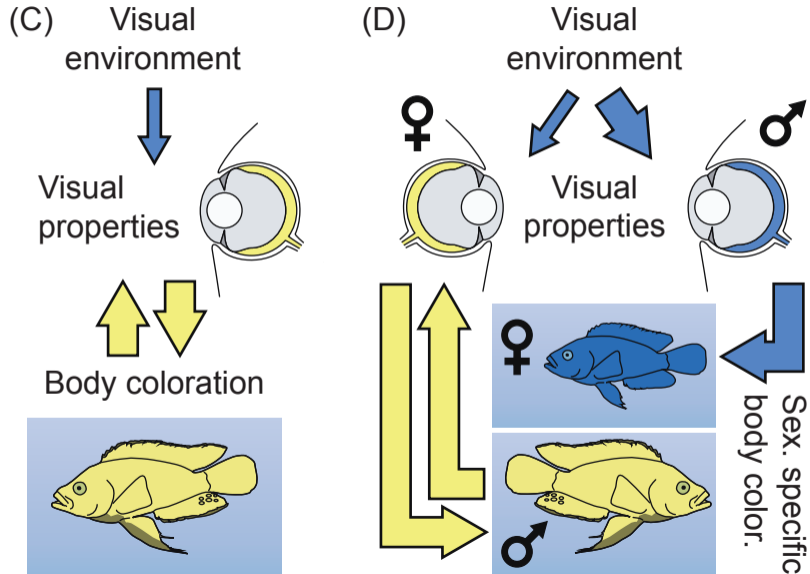 (C)
Visual
environment
Visual
properties
Body coloration
(D)
Visual
environment
♀
♂
Visual
properties
♀
♂
Sex. specific
body color.